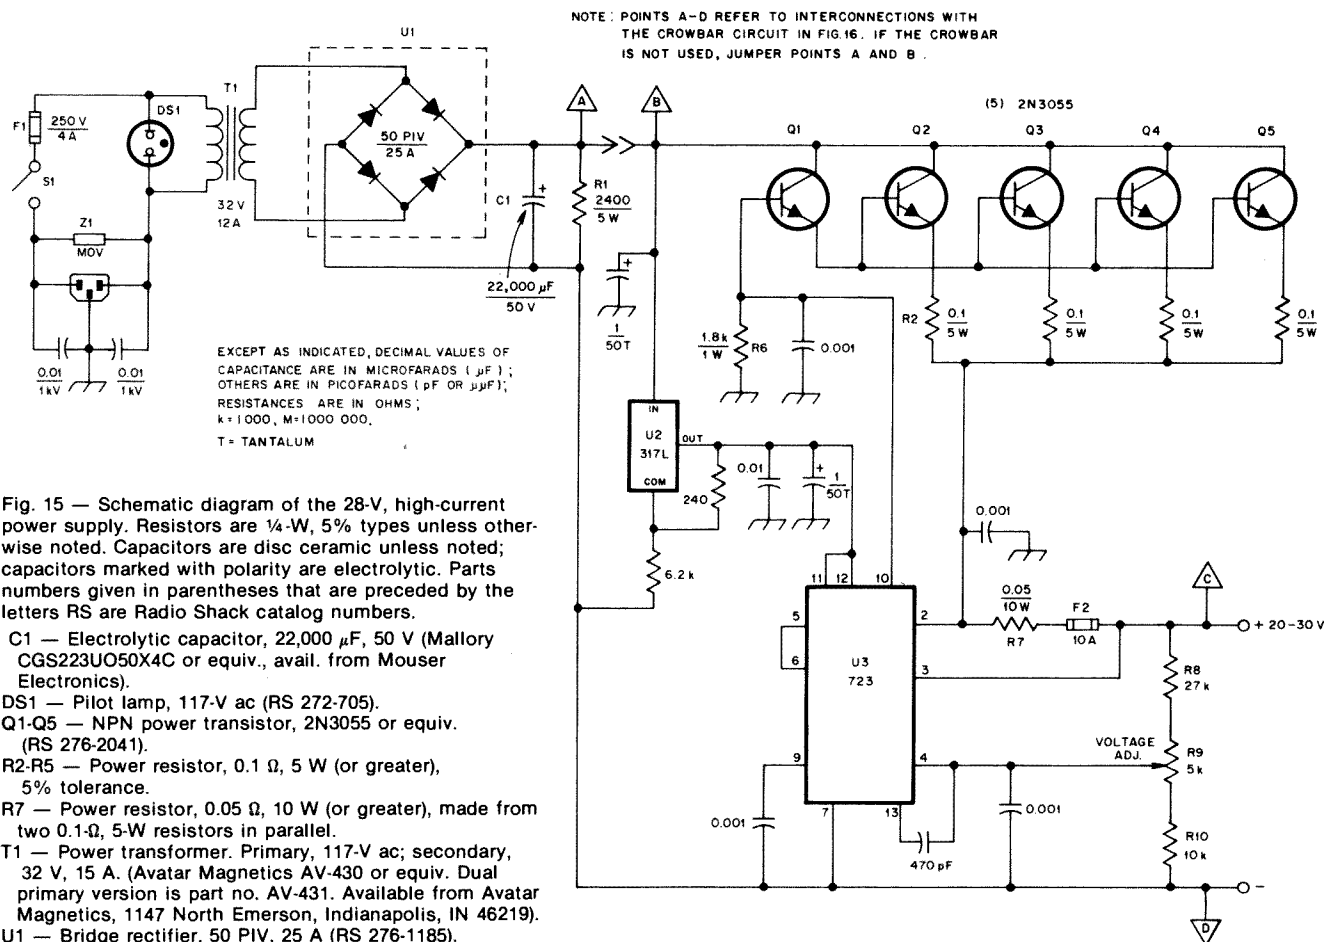 NOTE: POINTS A-D REFER TO INTERCONNECTIONS WITH
THE CROWBAR CIRCUIT IN FIG.16. IF THE CROWBAR
IS NOT USED, JUMPER POINTS A AND B.
U1
T1
DS1
F1
250 V
4 A
S1
32 V
12 A
50 PIV
25 A
A
B
C1
+
22,000 µF
50 V
R1
2400
5 W
Z1
MOV
0.01
1kV
0.01
1kV
+
1
50T
(5) 2N3055
Q1
Q2
Q3
Q4
Q5
R2
0.1
5W
0.1
5W
0.1
5W
0.1
5W
1.8k
1 W
R6
0.001
EXCEPT AS INDICATED, DECIMAL VALUES OF
CAPACITANCE ARE IN MICROFARADS ( µF ) ;
OTHERS ARE IN PICOFARADS ( pF OR µµF);
RESISTANCES ARE IN OHMS ;
k=1000, M=1000 000.
T = TANTALUM
IN
U2
317L
OUT
COM
240
0.01
+
1
50T
6.2 k
0.001
11
12
10
5
6
2
3
U3
723
9
4
7
13
0.05
10W
R7
F2
10A
C
+ 20-30 V
R8
27 k
VOLTAGE
ADJ.
R9
5 k
R10
10 k
0.001
0.001
470 pF
-
D
Fig. 15 — Schematic diagram of the 28-V, high-current
power supply. Resistors are ¼-W, 5% types unless other-
wise noted. Capacitors are disc ceramic unless noted;
capacitors marked with polarity are electrolytic. Parts
numbers given in parentheses that are preceded by the
letters RS are Radio Shack catalog numbers.
C1 — Electrolytic capacitor, 22,000 µF, 50 V (Mallory
CGS223UO50X4C or equiv., avail. from Mouser
Electronics).
DS1 — Pilot lamp, 117-V ac (RS 272-705).
Q1-Q5 — NPN power transistor, 2N3055 or equiv.
(RS 276-2041).
R2-R5 — Power resistor, 0.1 Ω, 5 W (or greater),
5% tolerance.
R7 — Power resistor, 0.05 Ω, 10 W (or greater), made from
two 0.1-Ω, 5-W resistors in parallel.
T1 — Power transformer. Primary, 117-V ac; secondary,
32 V, 15 A. (Avatar Magnetics AV-430 or equiv. Dual
primary version is part no. AV-431. Available from Avatar
Magnetics, 1147 North Emerson, Indianapolis, IN 46219).
U1 — Bridge rectifier, 50 PIV, 25 A (RS 276-1185).